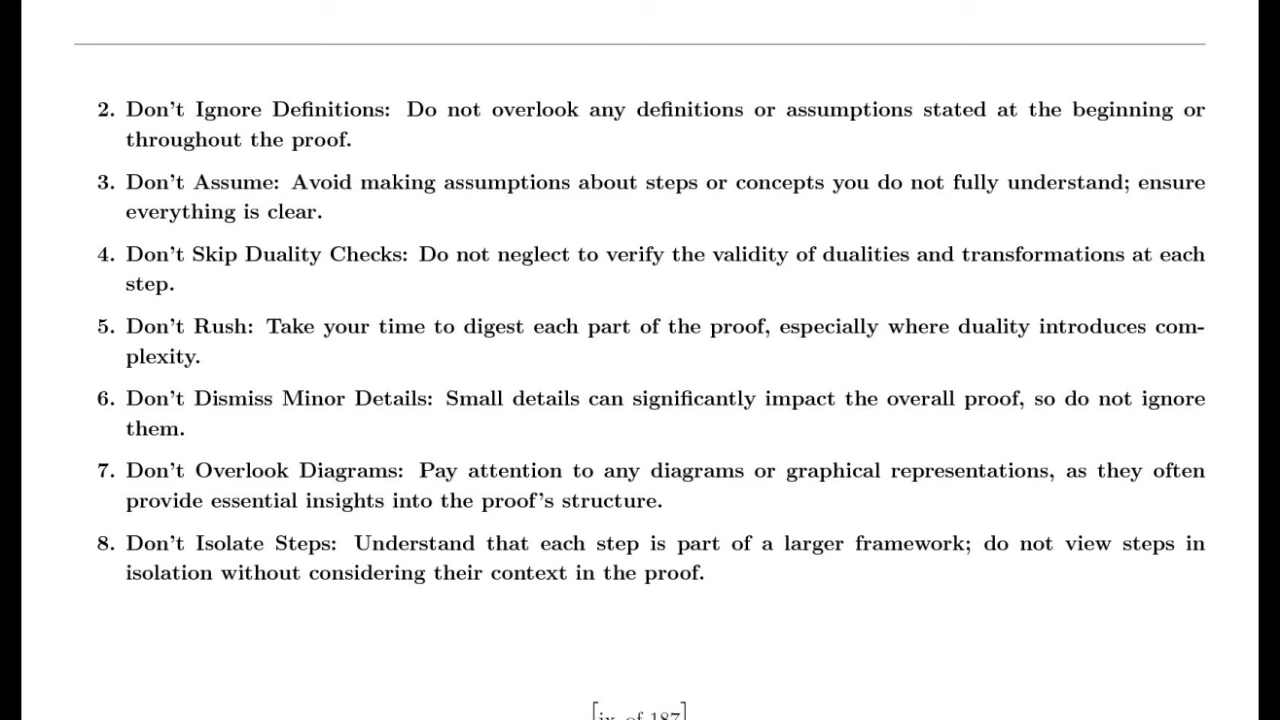 2. Don't Ignore Definitions: Do not overlook any definitions or assumptions stated at the beginning or
throughout the proof.
3. Don't Assume: Avoid making assumptions about steps or concepts you do not fully understand; ensure
everything is clear.
4. Don't Skip Duality Checks: Do not neglect to verify the validity of dualities and transformations at each
step.
5. Don't Rush: Take your time to digest each part of the proof, especially where duality introduces com-
plexity.
6. Don't Dismiss Minor Details: Small details can significantly impact the overall proof, so do not ignore
them.
7. Don't Overlook Diagrams: Pay attention to any diagrams or graphical representations, as they often
provide essential insights into the proof's structure.
8. Don't Isolate Steps: Understand that each step is part of a larger framework; do not view steps in
isolation without considering their context in the proof.
[ix of 187]